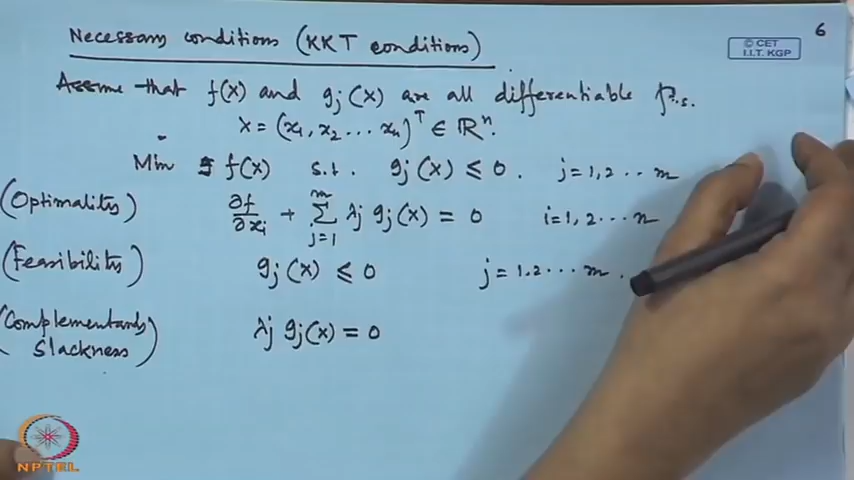 6
Necessary conditions (KKT conditions)
© CET
I.I.T. KGP
Assume that f(x) and gj(x) are all differentiable
X = (x1, x2 ... xn)ᵀ ∈ ℝⁿ.
Min f(x) s.t. gj(x) ≤ 0. j = 1,2 ... m
(Optimality) ∂f/∂xi + ∑_{j=1}^{m} λj gj(x) = 0 i = 1,2 ... n
(Feasibility) gj(x) ≤ 0 j = 1,2 ... m.
(Complementary Slackness) λj gj(x) = 0
NPTEL